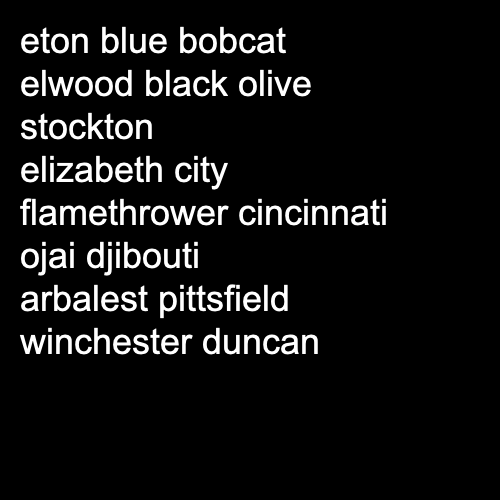 eton blue bobcat
elwood black olive
stockton
elizabeth city
flamethrower cincinnati
ojai djibouti
arbalest pittsfield
winchester duncan